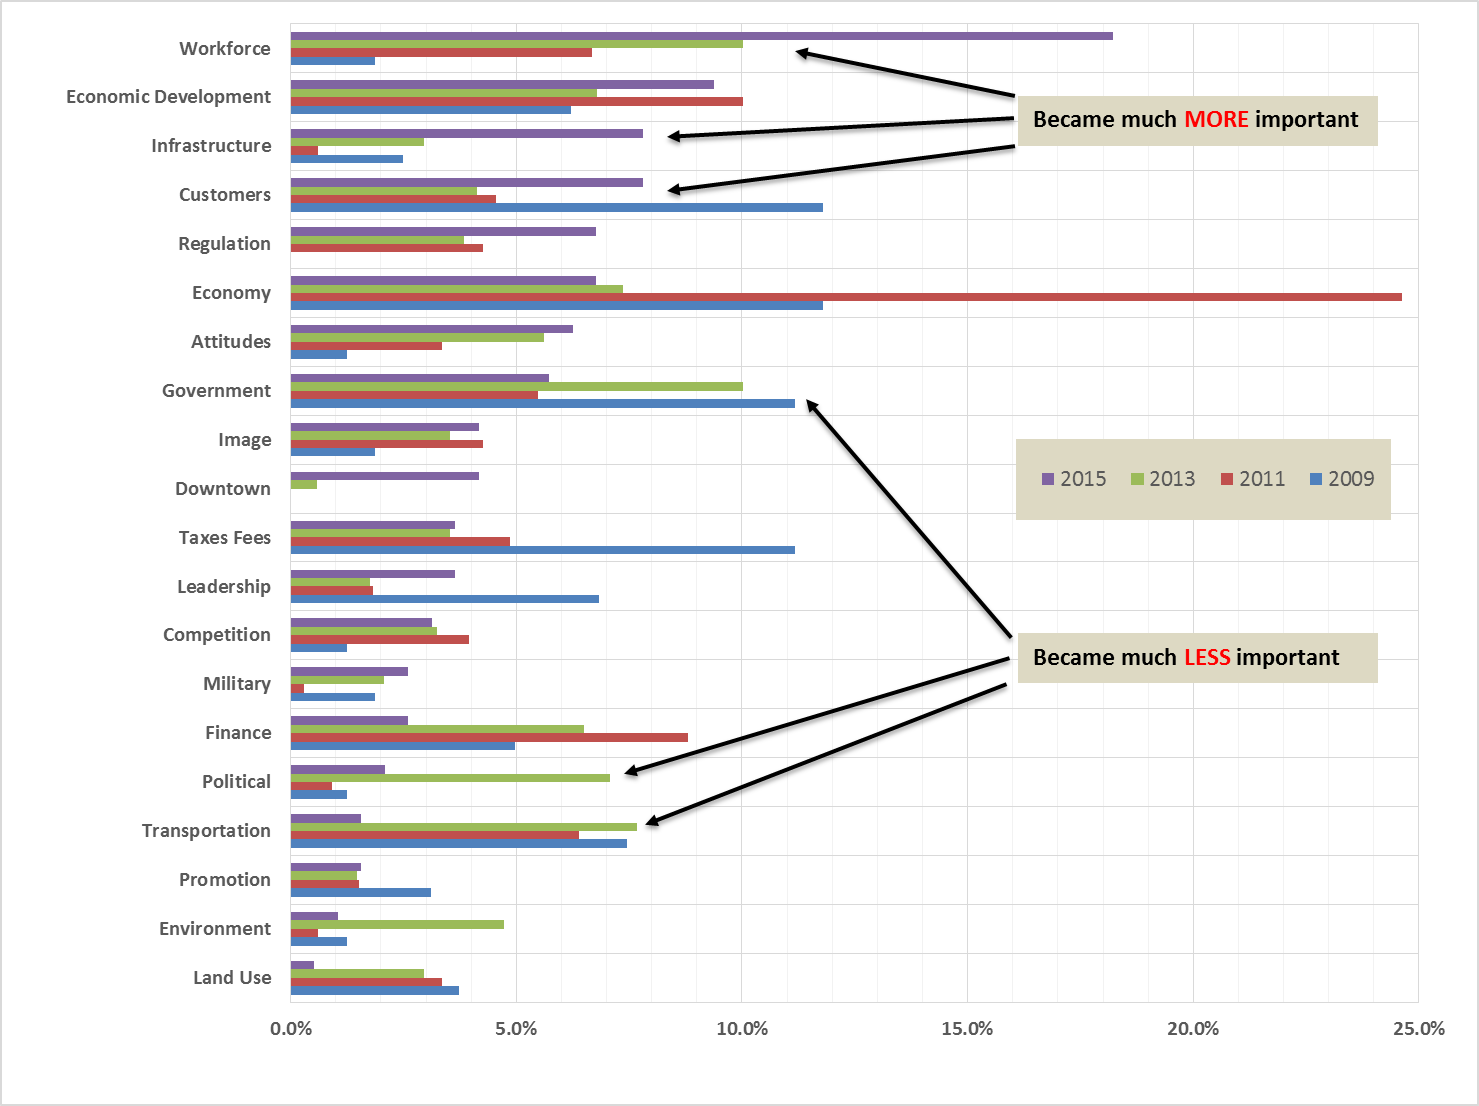 Workforce
Economic Development
Became much MORE important
Infrastructure
Customers
Regulation
Economy
Attitudes
Government
Image
2015 2013 2011 2009
Downtown
Taxes Fees
Leadership
Competition
Became much LESS important
Military
Finance
Political
Transportation
Promotion
Environment
Land Use
0.0% 5.0% 10.0% 15.0% 20.0% 25.0%